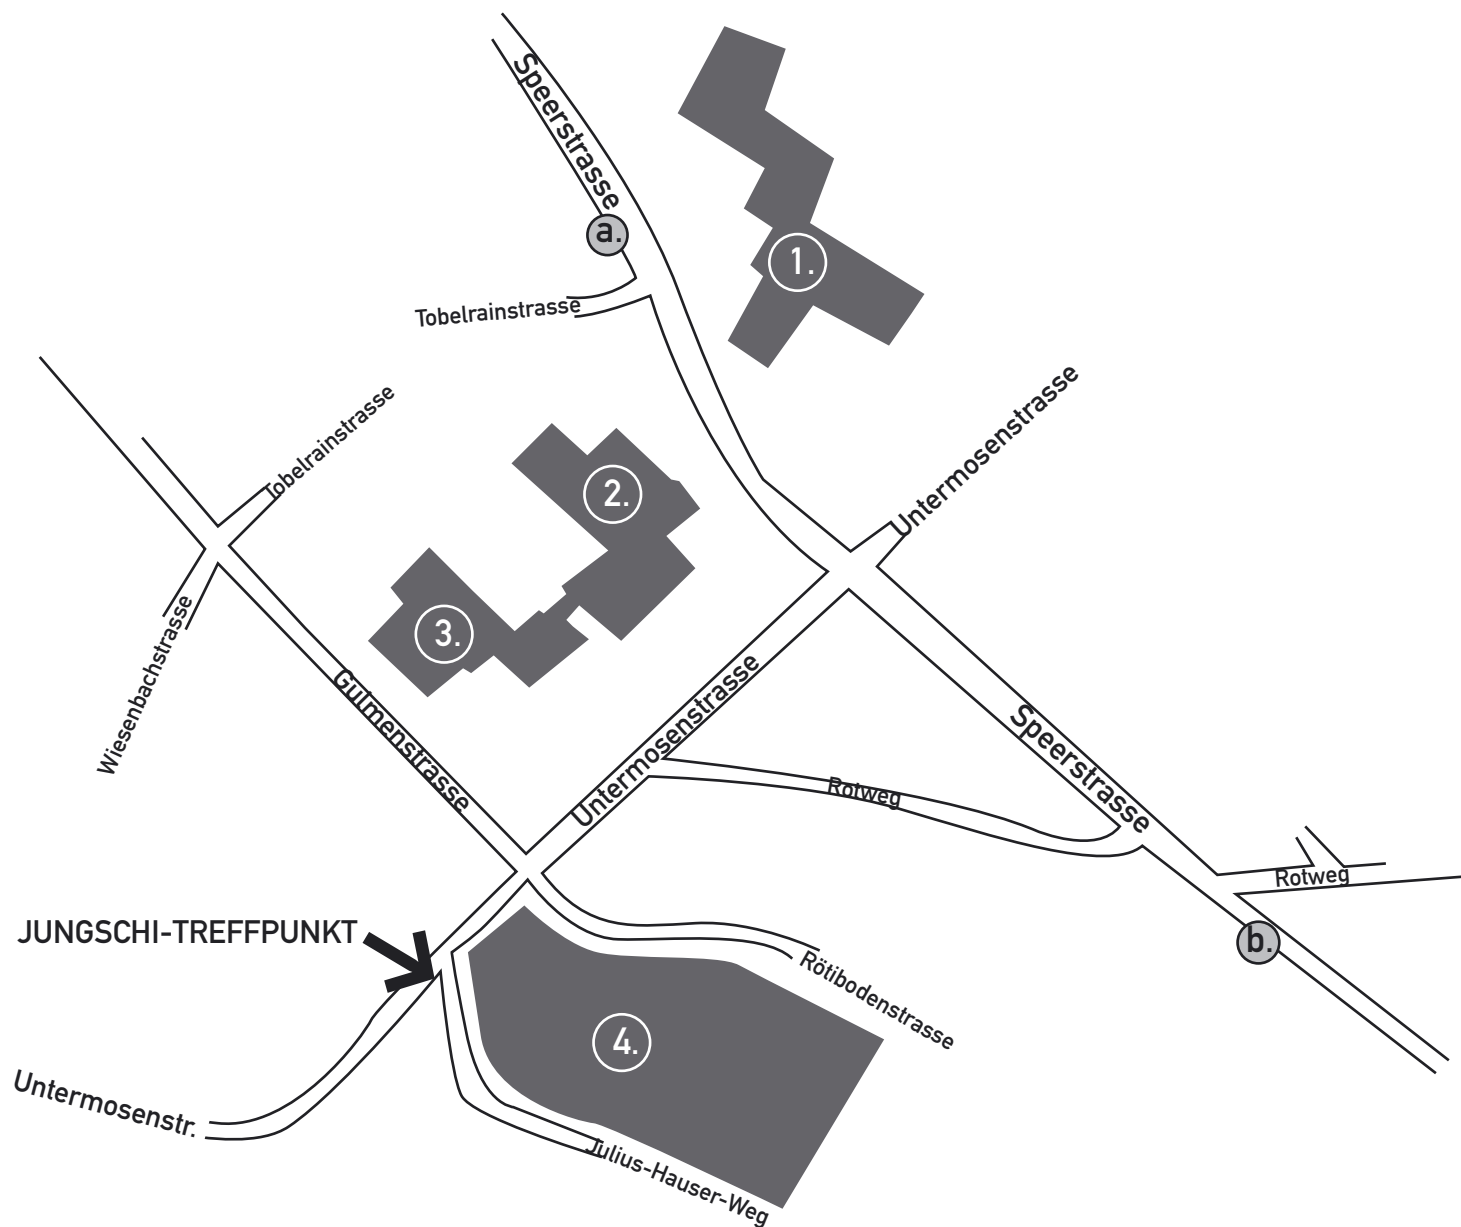 Speerstrasse
a.
1.
Tobelrainstrasse
Untermosenstrasse
Tobelrainstrasse
2.
3.
Wiesenbachstrasse
Gulmenstrasse
Untermosenstrasse
Speerstrasse
Rotweg
Rotweg
JUNGSCHI-TREFFPUNKT
b.
Rötibodenstrasse
4.
Untermosenstr.
Julius-Hauser-Weg